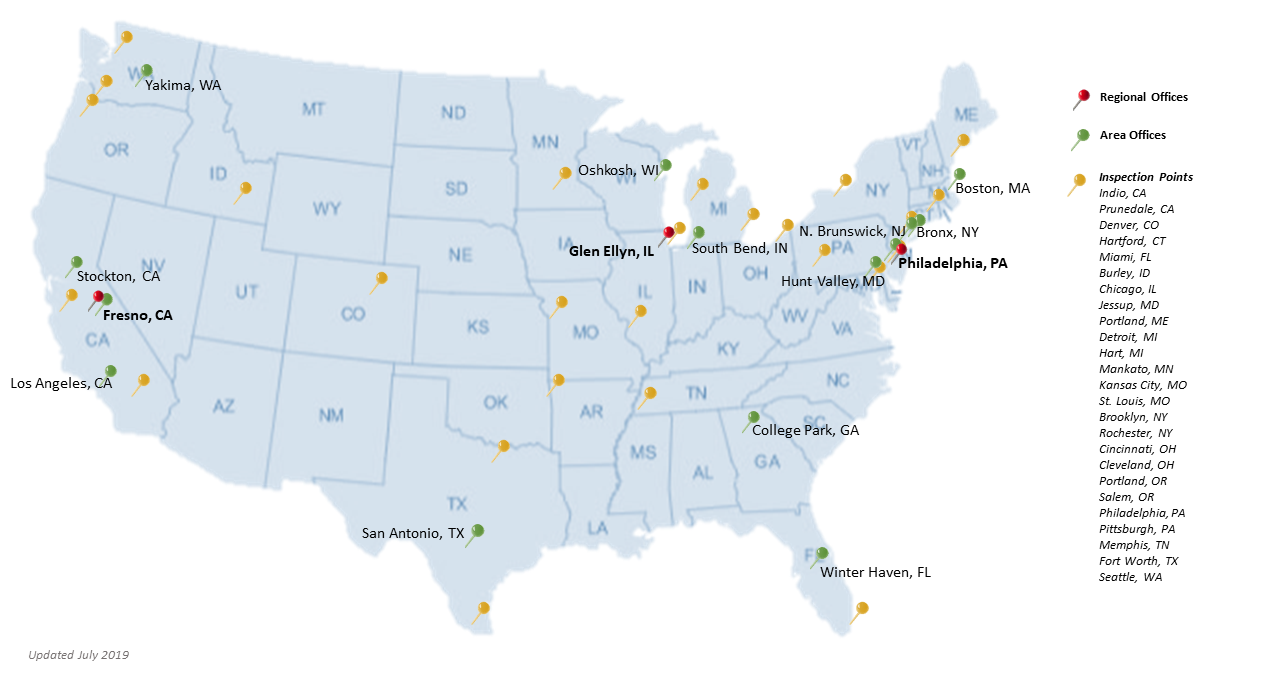 WA
Yakima, WA
MT
ND
ME
OR
ID
MN
VT
NH
Oshkosh, WI
WI
SD
WY
MI
NY
MA
Boston, MA
CT
N. Brunswick, NJ
Bronx, NY
IA
NE
Glen Ellyn, IL
South Bend, IN
PA
Philadelphia, PA
Stockton, CA
NV
OH
Hunt Valley, MD
MD
UT
IL
IN
Fresno, CA
CO
KS
MO
WV
VA
CA
KY
Los Angeles, CA
AZ
NM
OK
AR
TN
NC
SC
College Park, GA
MS
AL
GA
TX
LA
San Antonio, TX
FL
Winter Haven, FL
Regional Offices
Area Offices
Inspection Points
Indio, CA
Prunedale, CA
Denver, CO
Hartford, CT
Miami, FL
Burley, ID
Chicago, IL
Jessup, MD
Portland, ME
Detroit, MI
Hart, MI
Mankato, MN
Kansas City, MO
St. Louis, MO
Brooklyn, NY
Rochester, NY
Cincinnati, OH
Cleveland, OH
Portland, OR
Salem, OR
Philadelphia, PA
Pittsburgh, PA
Memphis, TN
Fort Worth, TX
Seattle, WA
Updated July 2019